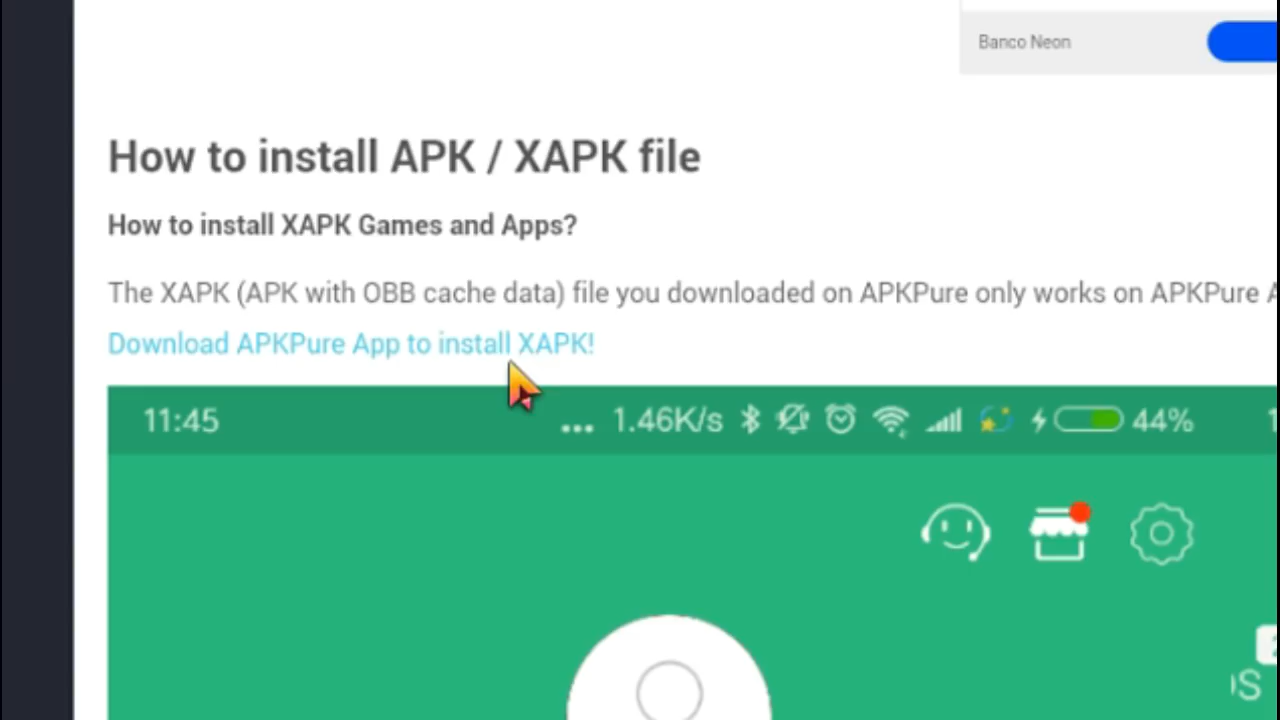 Banco Neon
How to install APK / XAPK file
How to install XAPK Games and Apps?
The XAPK (APK with OBB cache data) file you downloaded on APKPure only works on APKPure
Download APKPure App to install XAPK!
11:45 ... 1.46K/s 44%